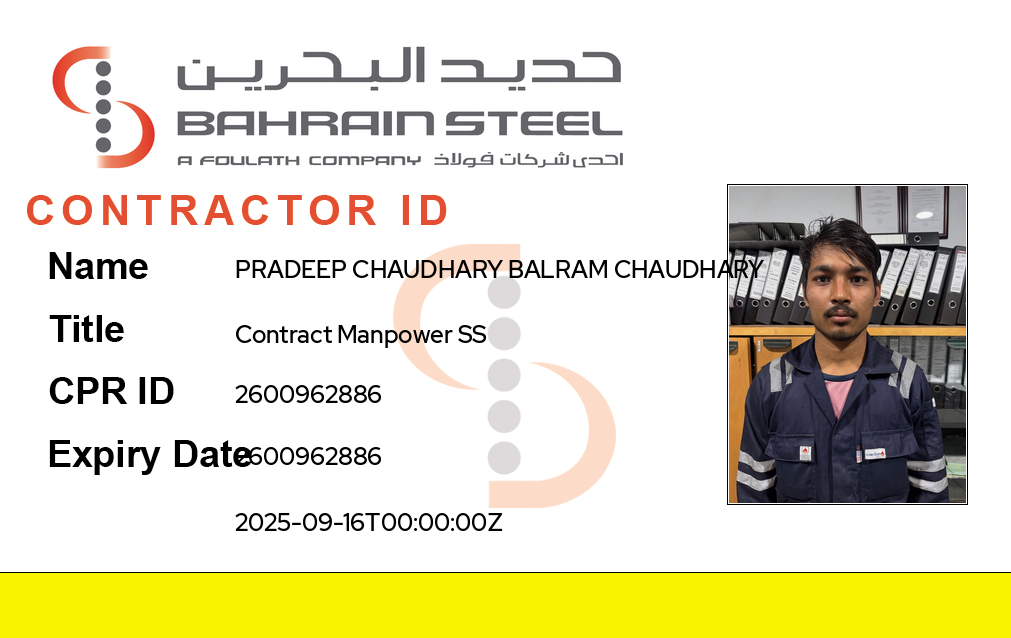 حديد البحرين
BAHRAIN STEEL
A FOULATH COMPANY احدى شركات فولاذ
CONTRACTOR ID
Name PRADEEP CHAUDHARY BALRAM CHAUDHARY
Title Contract Manpower SS
CPR ID 2600962886
Expiry Date 2600962886
2025-09-16T00:00:00Z